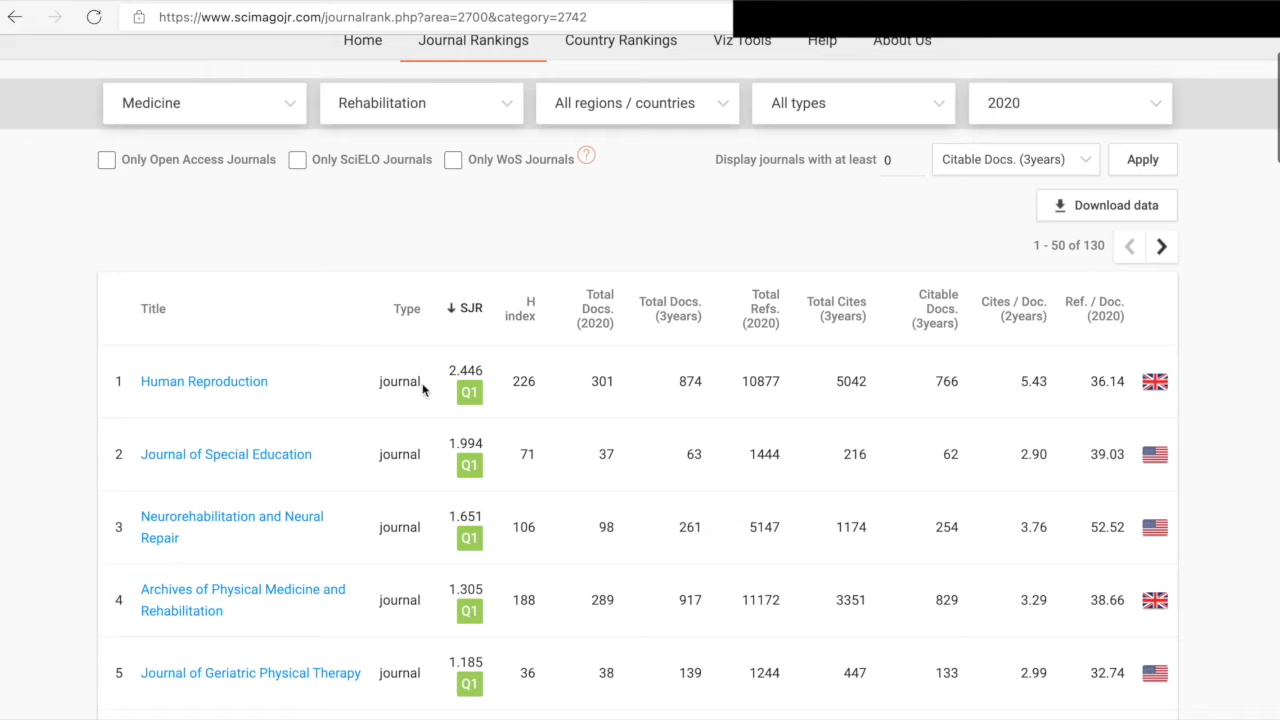 https://www.scimagojr.com/journalrank.php?area=2700&category=2742
Home Journal Rankings Country Rankings Viz Tools Help About Us
Medicine Rehabilitation All regions / countries All types 2020
Only Open Access Journals Only SciELO Journals Only WoS Journals ? Display journals with at least 0 Citable Docs. (3years) Apply
Download data
1 - 50 of 130
Title Type ↓ SJR H index Total Docs. (2020) Total Docs. (3years) Total Refs. (2020) Total Cites (3years) Citable Docs. (3years) Cites / Doc. (2years) Ref. / Doc. (2020)
1 Human Reproduction journal 2.446 Q1 226 301 874 10877 5042 766 5.43 36.14
2 Journal of Special Education journal 1.994 Q1 71 37 63 1444 216 62 2.90 39.03
3 Neurorehabilitation and Neural Repair journal 1.651 Q1 106 98 261 5147 1174 254 3.76 52.52
4 Archives of Physical Medicine and Rehabilitation journal 1.305 Q1 188 289 917 11172 3351 829 3.29 38.66
5 Journal of Geriatric Physical Therapy journal 1.185 Q1 36 38 139 1244 447 133 2.99 32.74